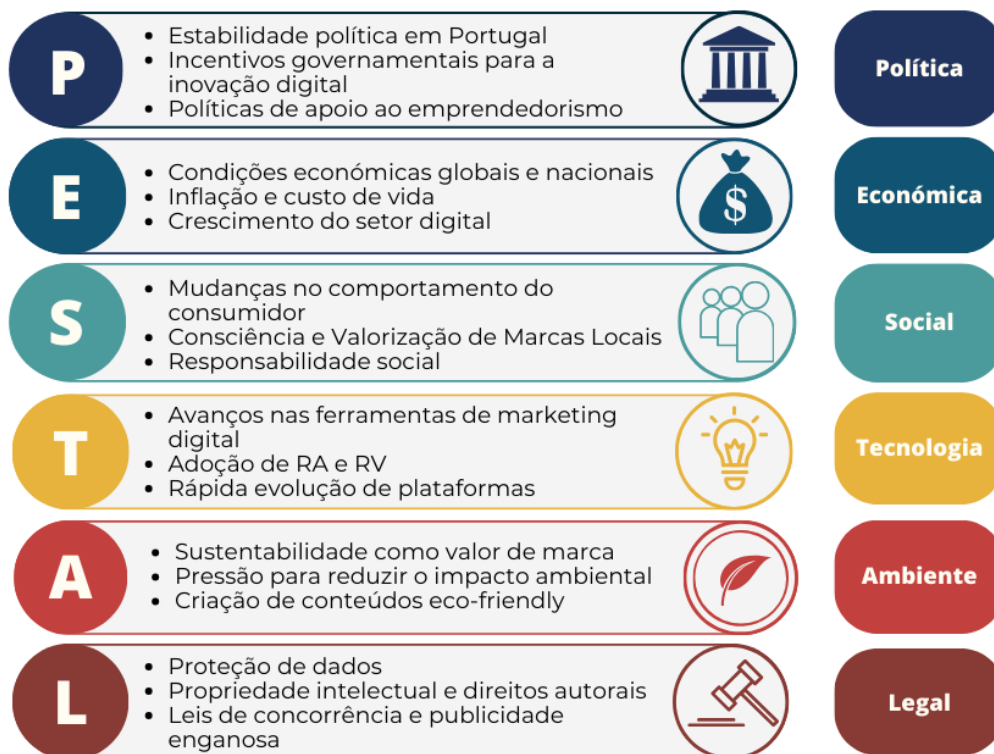 P
• Estabilidade política em Portugal
• Incentivos governamentais para a
inovação digital
• Políticas de apoio ao emprendedorismo
Política
E
• Condições económicas globais e nacionais
• Inflação e custo de vida
• Crescimento do setor digital
$
Económica
S
• Mudanças no comportamento do
consumidor
• Consciência e Valorização de Marcas Locais
• Responsabilidade social
Social
T
• Avanços nas ferramentas de marketing
digital
• Adoção de RA e RV
• Rápida evolução de plataformas
Tecnologia
A
• Sustentabilidade como valor de marca
• Pressão para reduzir o impacto ambiental
• Criação de conteúdos eco-friendly
Ambiente
L
• Proteção de dados
• Propriedade intelectual e direitos autorais
• Leis de concorrência e publicidade
enganosa
Legal